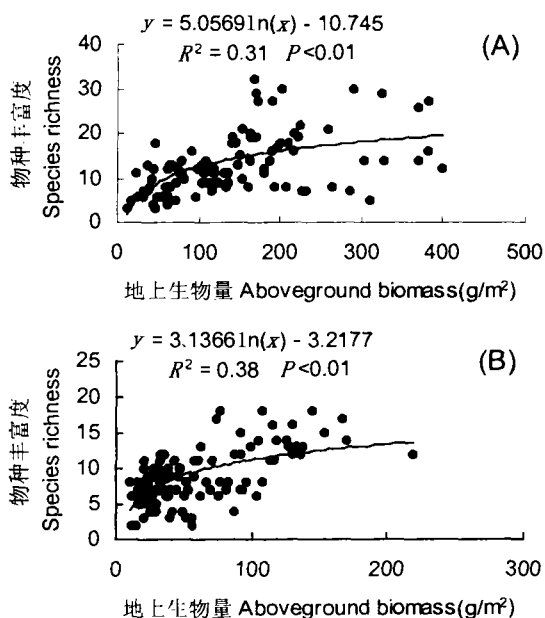 y = 5.0569ln(x) - 10.745
R² = 0.31 P<0.01
(A)
物种丰富度
Species richness
40
30
20
10
0
0 100 200 300 400 500
地上生物量 Aboveground biomass(g/m²)
y = 3.1366ln(x) - 3.2177
R² = 0.38 P<0.01
(B)
物种丰富度
Species richness
25
20
15
10
5
0
0 100 200 300
地上生物量 Aboveground biomass(g/m²)